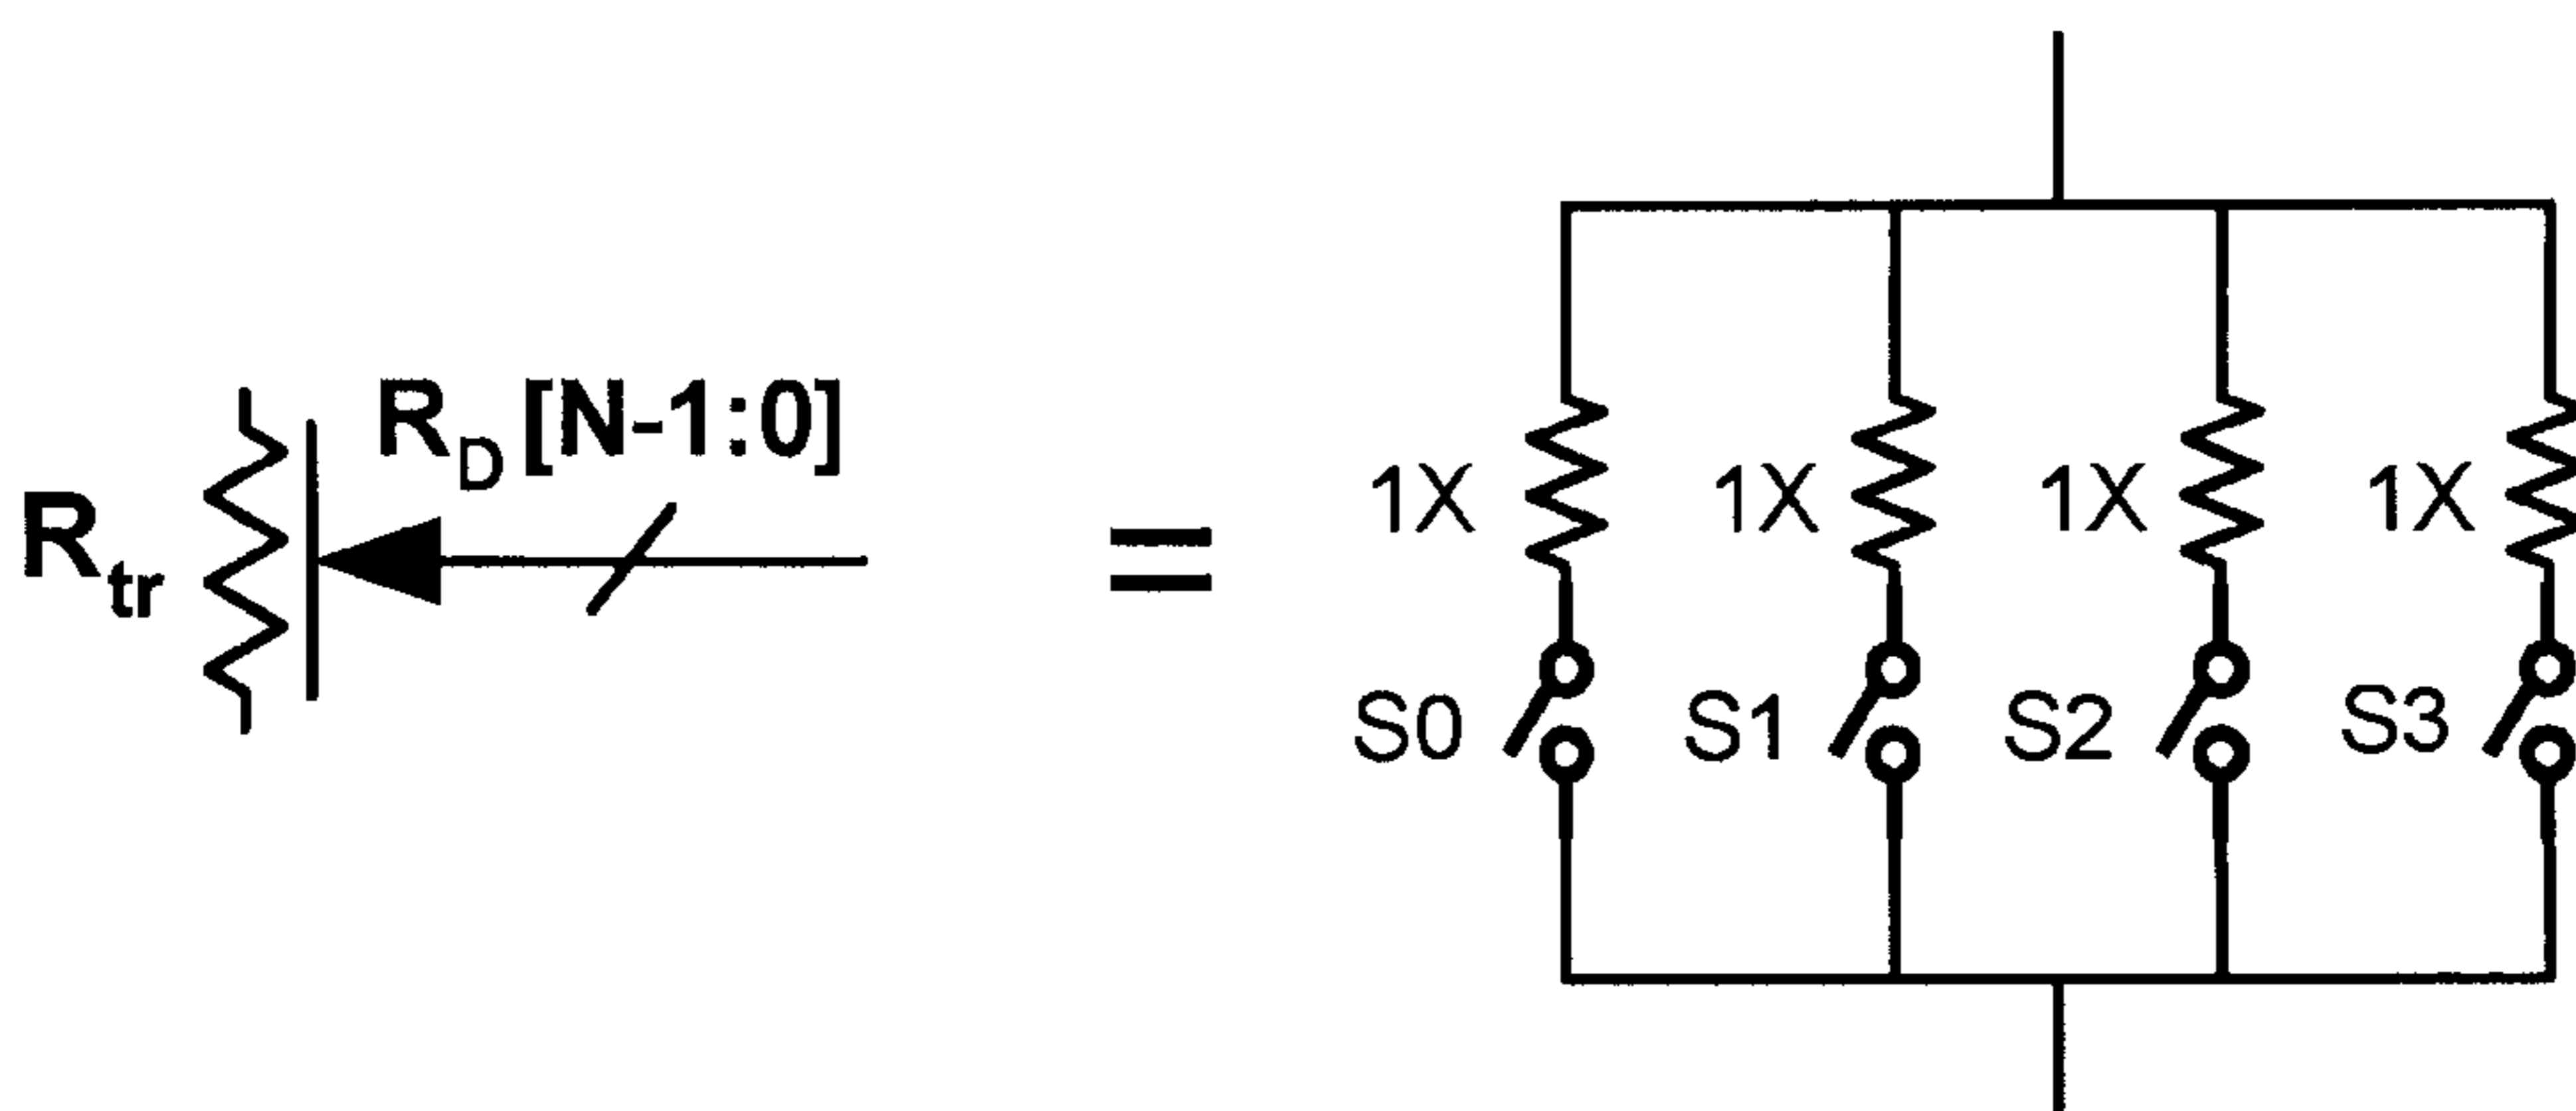 R_D [N-1:0]
R_tr
=
1X 1X 1X 1X
S0 S1 S2 S3